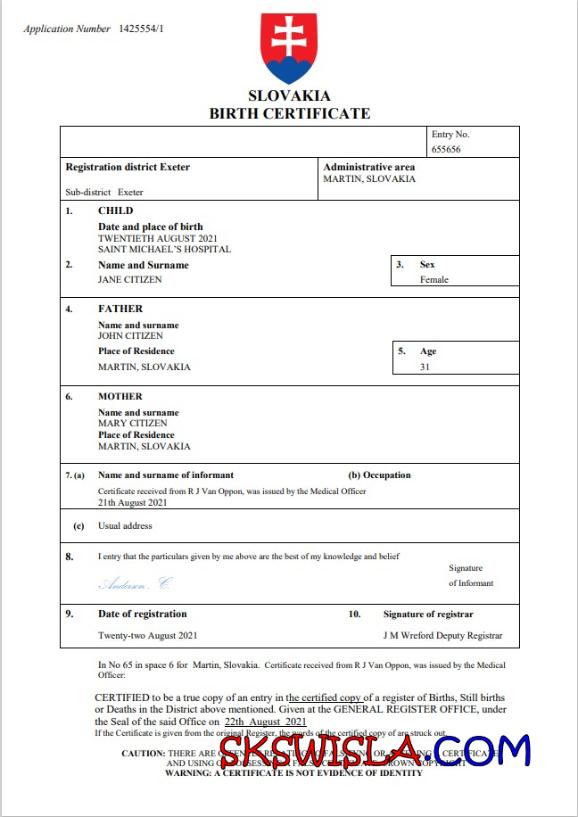 Application Number 1425554/1
SLOVAKIA
BIRTH CERTIFICATE
Entry No.
655656
Registration district Exeter
Administrative area
MARTIN, SLOVAKIA
Sub-district Exeter
1. CHILD
Date and place of birth
TWENTIETH AUGUST 2021
SAINT MICHAEL'S HOSPITAL
2. Name and Surname
3. Sex
JANE CITIZEN
Female
4. FATHER
Name and surname
JOHN CITIZEN
Place of Residence
5. Age
MARTIN, SLOVAKIA
31
6. MOTHER
Name and surname
MARY CITIZEN
Place of Residence
MARTIN, SLOVAKIA
7. (a) Name and surname of informant (b) Occupation
Certificate received from R J Van Oppon, was issued by the Medical Officer
21th August 2021
(c) Usual address
8. I entry that the particulars given by me above are the best of my knowledge and belief
Signature
of Informant
Anderson. C.
9. Date of registration
10. Signature of registrar
Twenty-two August 2021
J M Wreford Deputy Registrar
In No 65 in space 6 for Martin, Slovakia. Certificate received from R J Van Oppon, was issued by the Medical
Officer:
CERTIFIED to be a true copy of an entry in the certified copy of a register of Births, Still births
or Deaths in the District above mentioned. Given at the GENERAL REGISTER OFFICE, under
the Seal of the said Office on 22th August 2021
If the Certificate is given from the original Register, the words of the certified copy of are struck out.
CAUTION: THERE ARE
AND USING
SKSWISLA.COM
WARNING: A CERTIFICATE IS NOT EVIDENCE OF IDENTITY